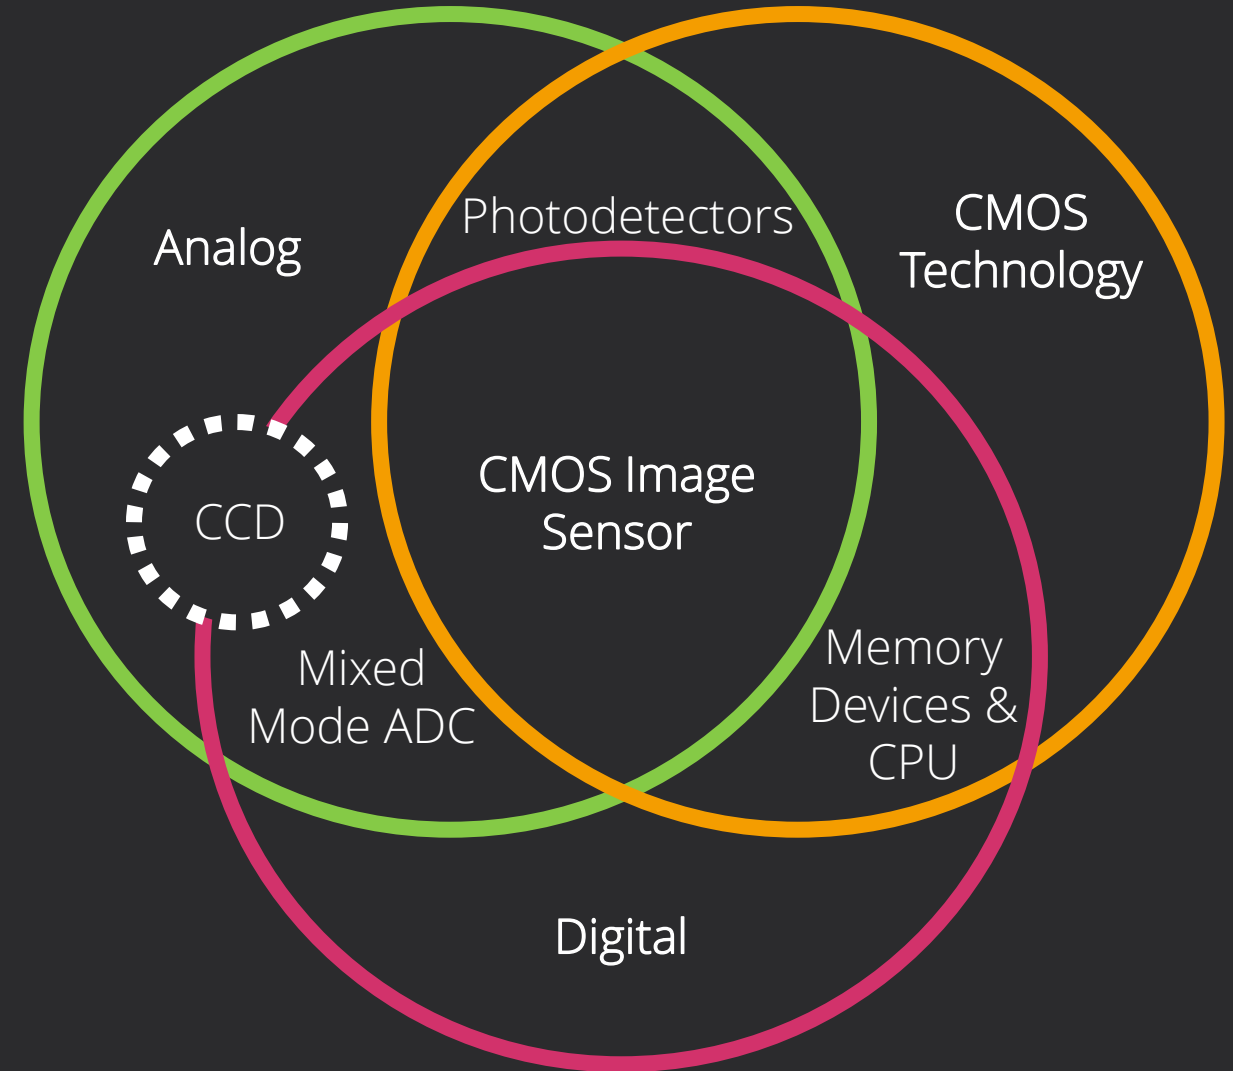 Photodetectors
CMOS
Technology
Analog
CMOS Image
Sensor
CCD
Mixed
Mode ADC
Memory
Devices &
CPU
Digital